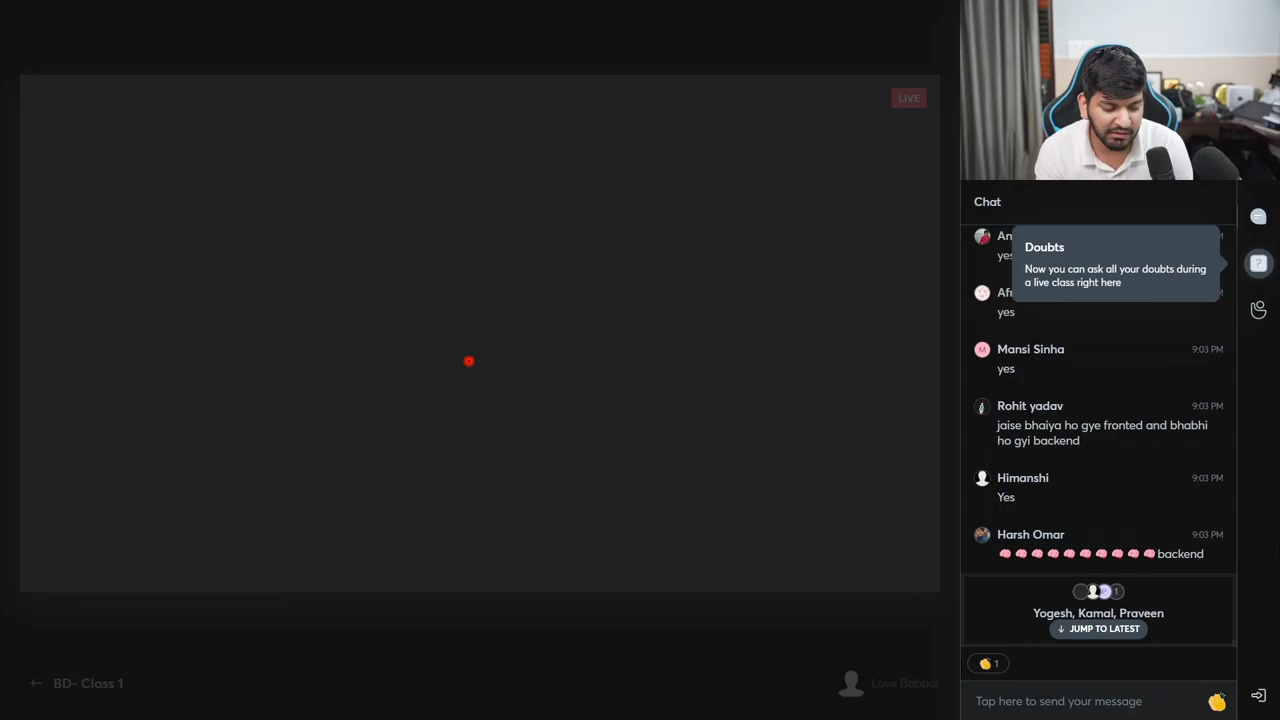 LIVE
BD- Class 1
Love Babbar
Chat
An
yes
Doubts
Now you can ask all your doubts during
a live class right here
Afr
yes
Mansi Sinha 9:03 PM
yes
Rohit yadav 9:03 PM
jaise bhaiya ho gye fronted and bhabhi
ho gyi backend
Himanshi 9:03 PM
Yes
Harsh Omar 9:03 PM
🧠🧠🧠🧠🧠🧠🧠🧠🧠🧠backend
1
Yogesh, Kamal, Praveen
↓ JUMP TO LATEST
👏 1
Tap here to send your message